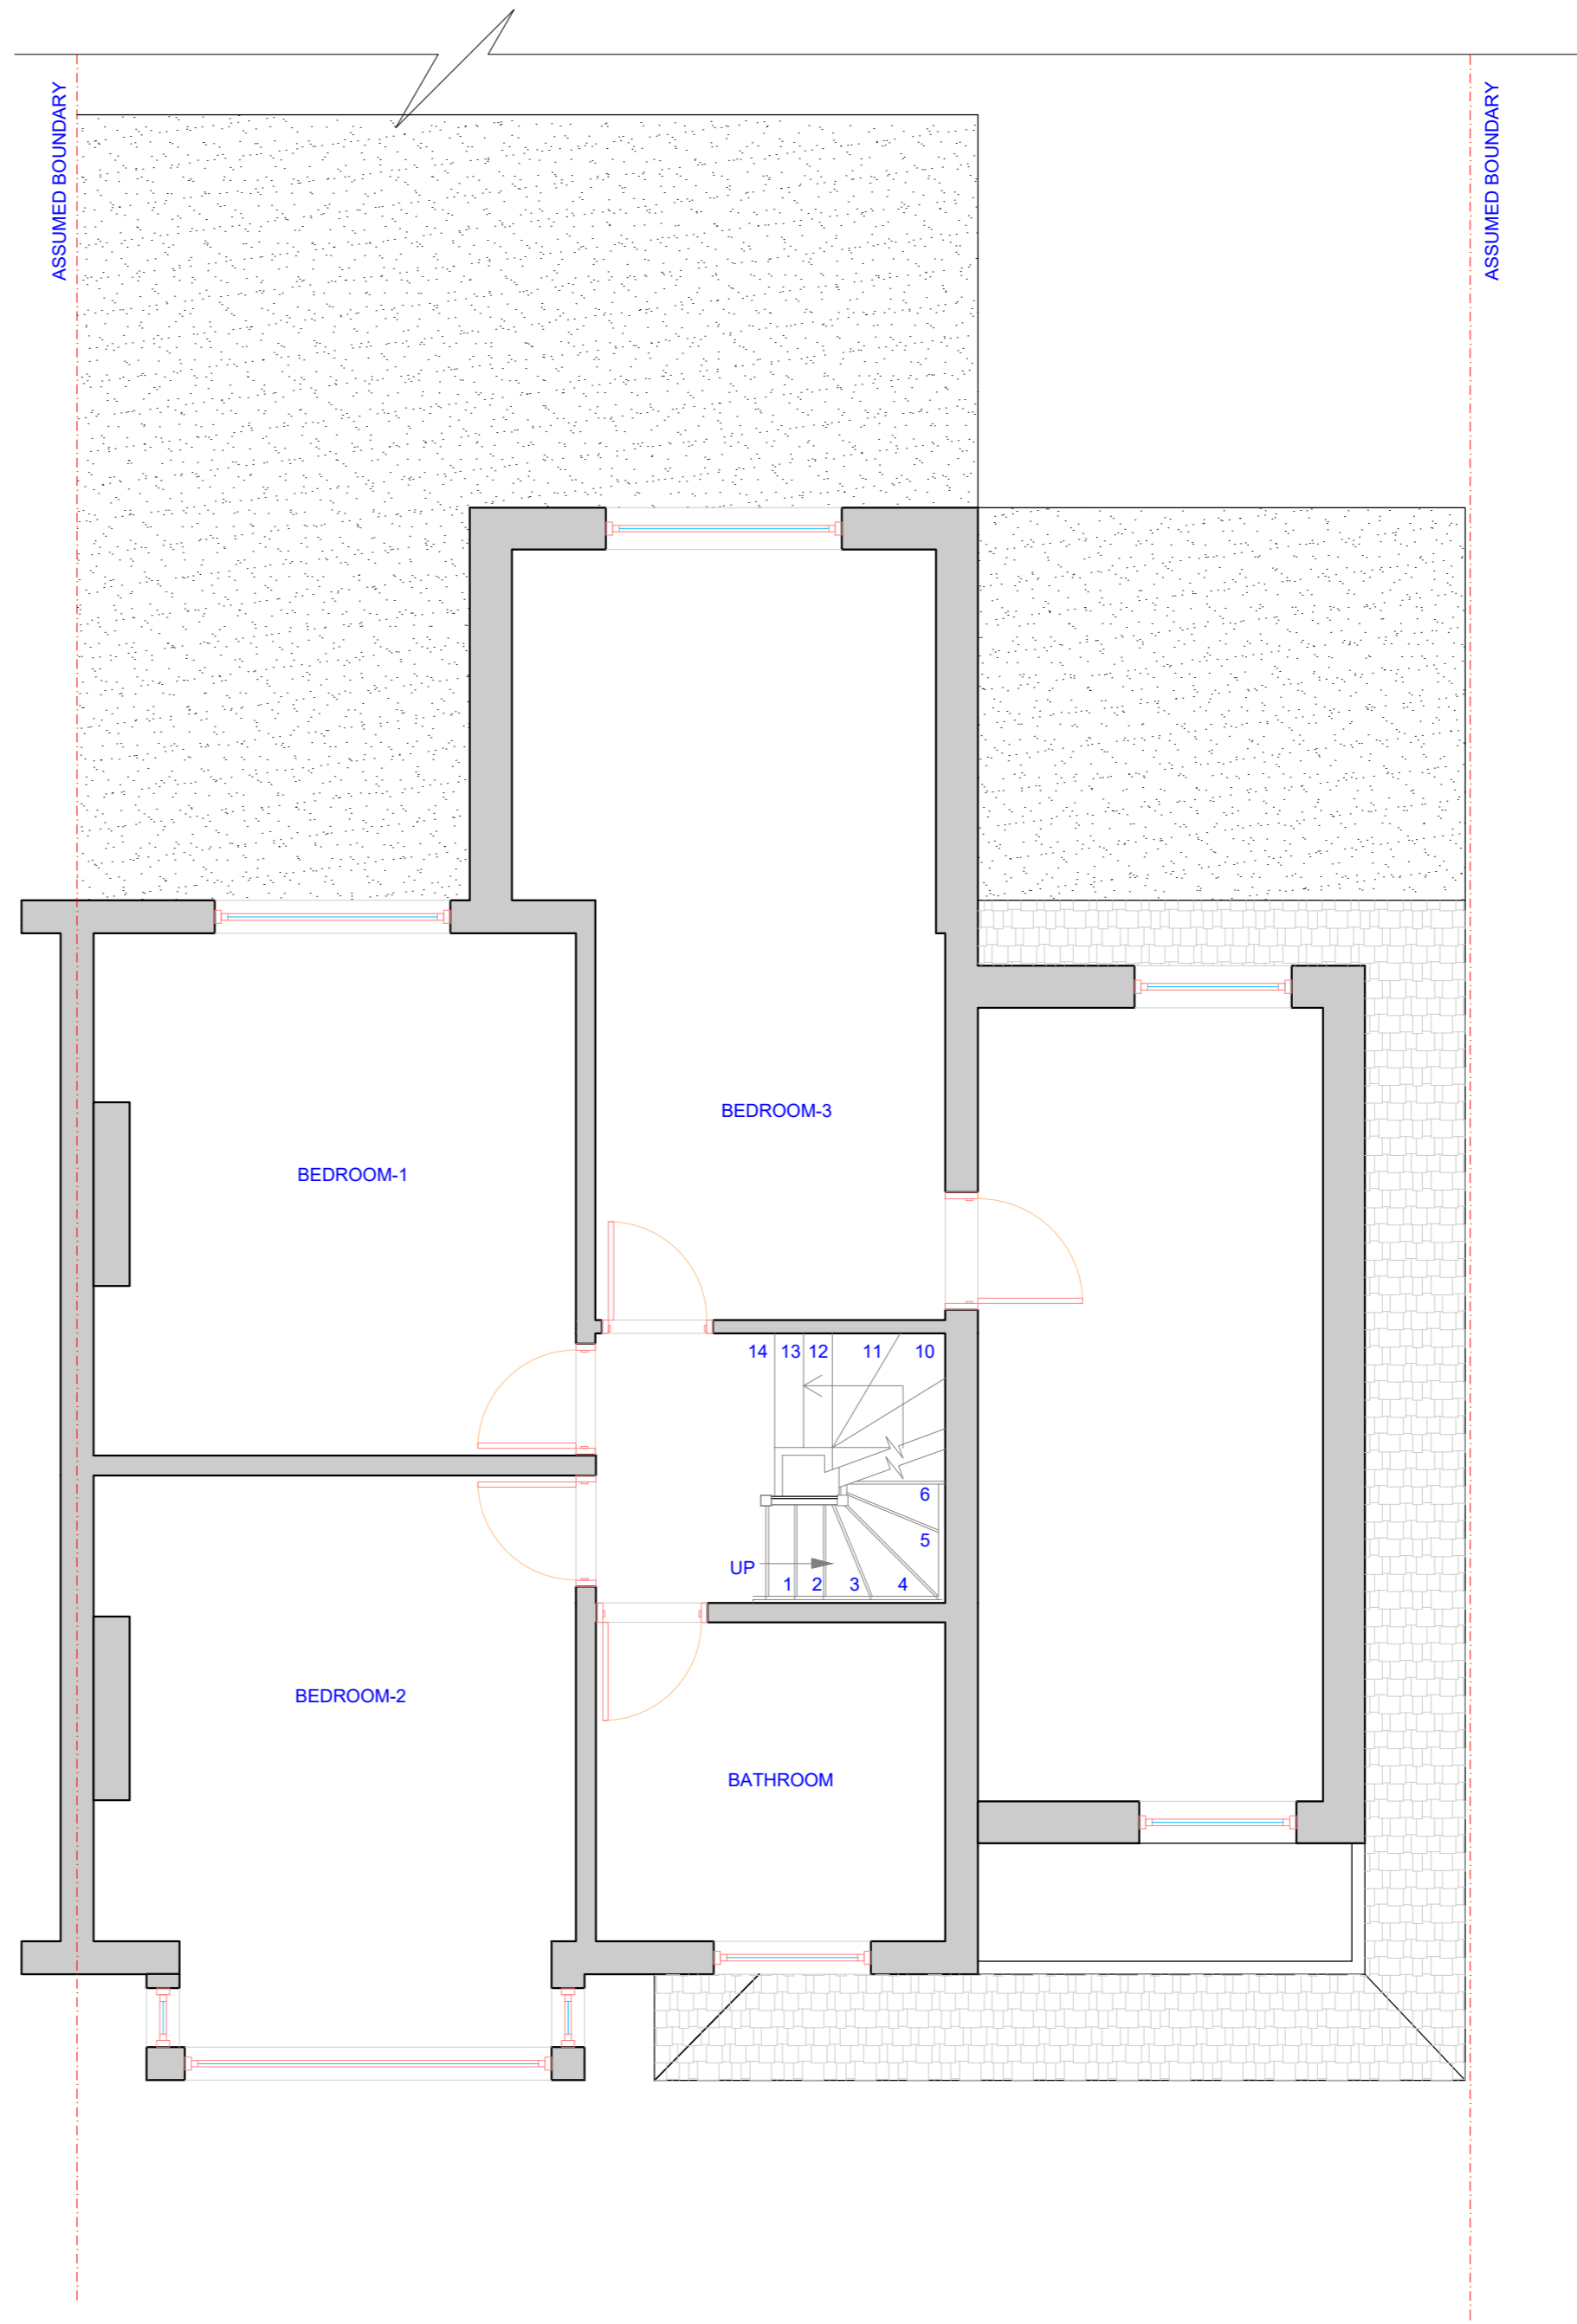 ASSUMED BOUNDARY
ASSUMED BOUNDARY
BEDROOM-3
BEDROOM-1
14 13 12 11 10
6
5
UP
1 2 3 4
BEDROOM-2
BATHROOM